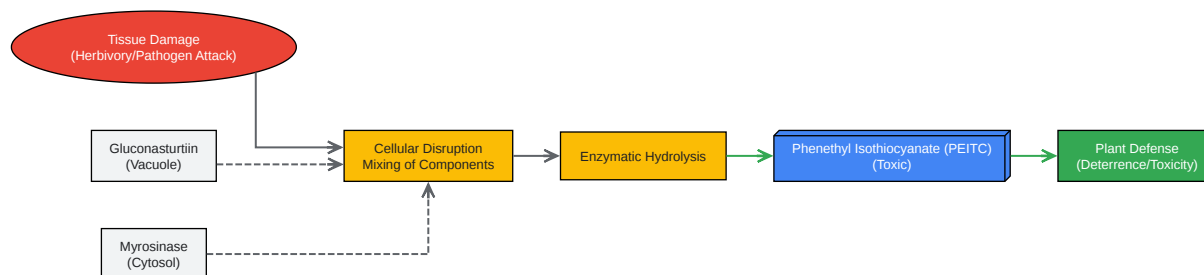 Tissue Damage
(Herbivory/Pathogen Attack)
Gluconasturtiin
(Vacuole)
Cellular Disruption
Mixing of Components
Enzymatic Hydrolysis
Phenethyl Isothiocyanate (PEITC)
(Toxic)
Plant Defense
(Deterrence/Toxicity)
Myrosinase
(Cytosol)